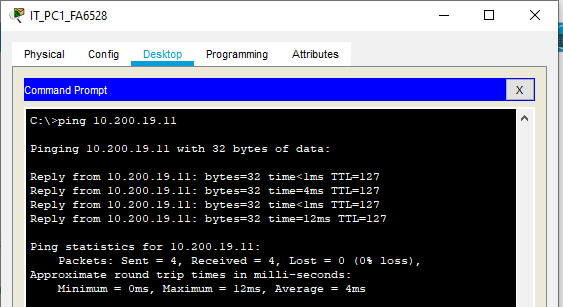 IT_PC1_FA6528
Physical Config Desktop Programming Attributes
Command Prompt X
C:\>ping 10.200.19.11
Pinging 10.200.19.11 with 32 bytes of data:
Reply from 10.200.19.11: bytes=32 time<1ms TTL=127
Reply from 10.200.19.11: bytes=32 time=4ms TTL=127
Reply from 10.200.19.11: bytes=32 time<1ms TTL=127
Reply from 10.200.19.11: bytes=32 time=12ms TTL=127
Ping statistics for 10.200.19.11:
Packets: Sent = 4, Received = 4, Lost = 0 (0% loss),
Approximate round trip times in milli-seconds:
Minimum = 0ms, Maximum = 12ms, Average = 4ms